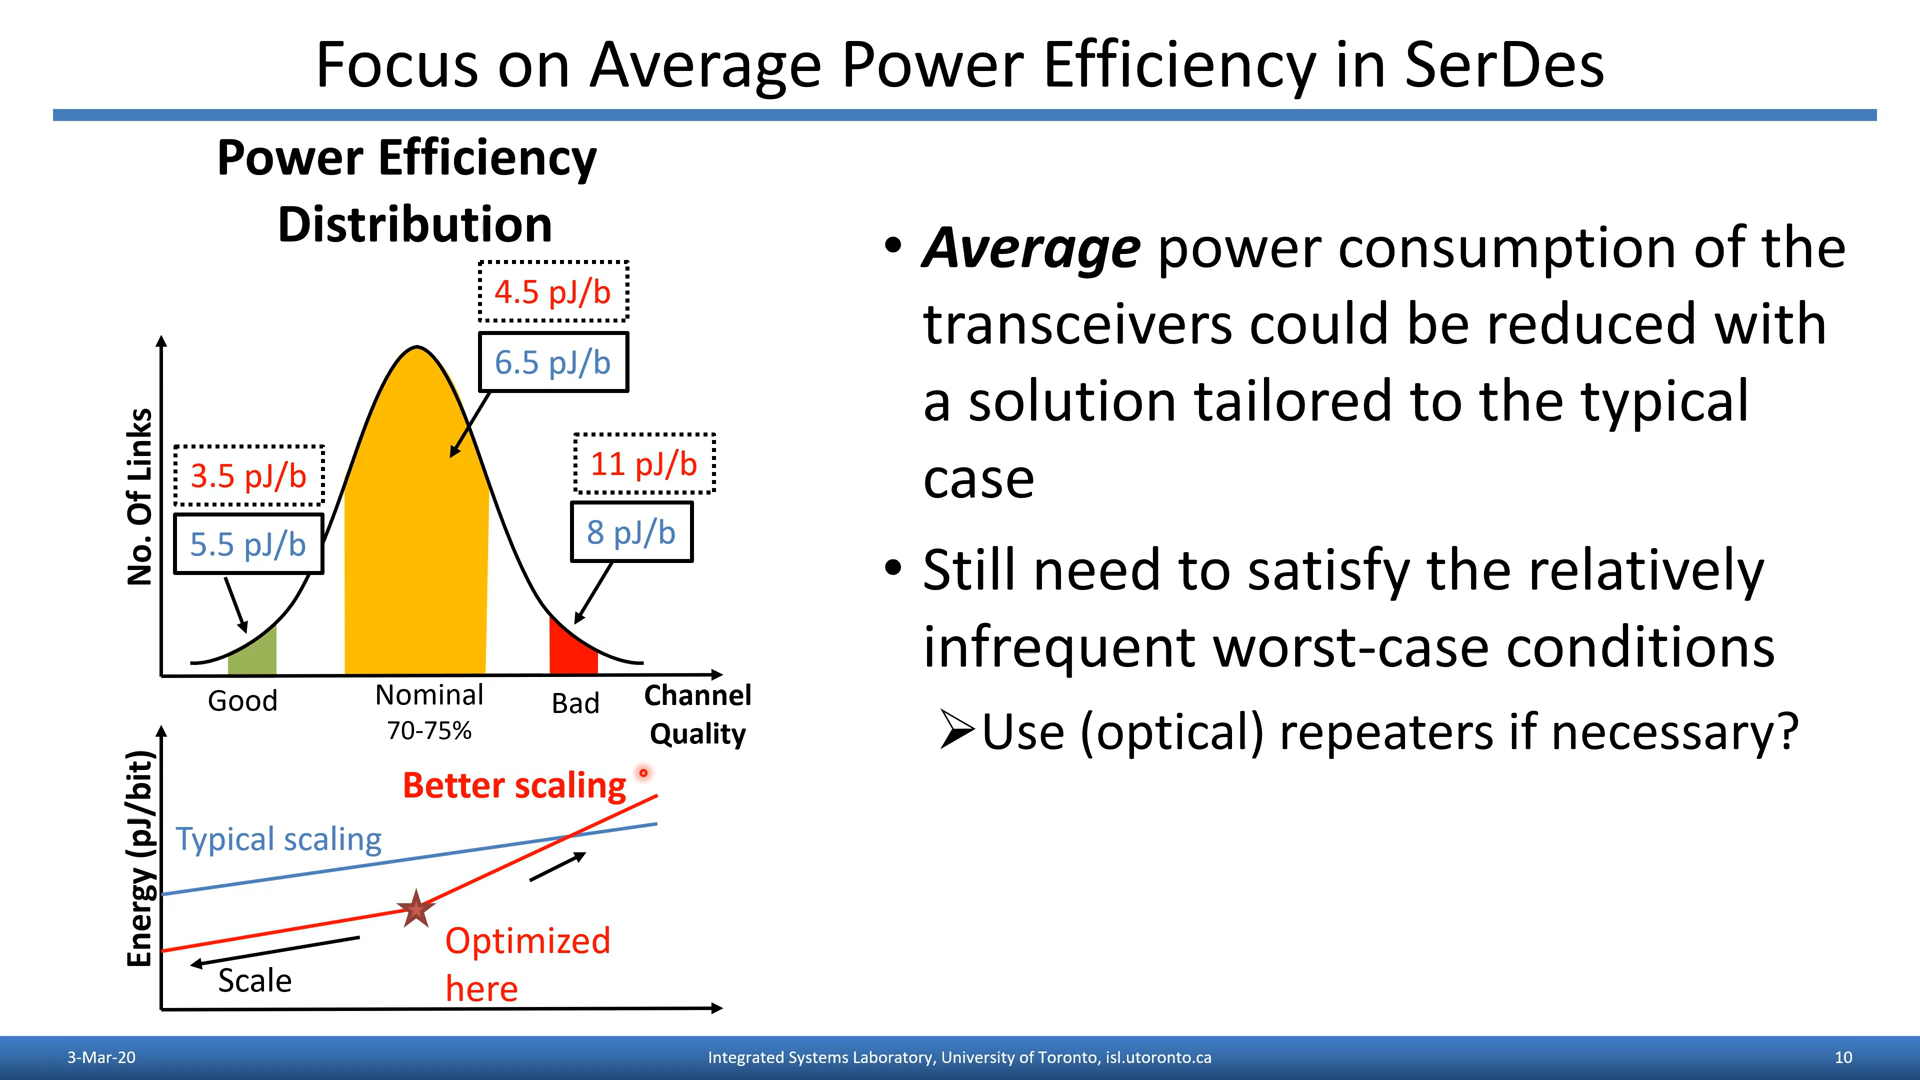 Focus on Average Power Efficiency in SerDes
Power Efficiency
Distribution
4.5 pJ/b
6.5 pJ/b
3.5 pJ/b
5.5 pJ/b
11 pJ/b
8 pJ/b
No. Of Links
Good
Nominal
70-75%
Bad
Channel
Quality
Energy (pJ/bit)
Better scaling
Typical scaling
Optimized
here
Scale
• Average power consumption of the
transceivers could be reduced with
a solution tailored to the typical
case
• Still need to satisfy the relatively
infrequent worst-case conditions
➢Use (optical) repeaters if necessary?
3-Mar-20
Integrated Systems Laboratory, University of Toronto, isl.utoronto.ca
10